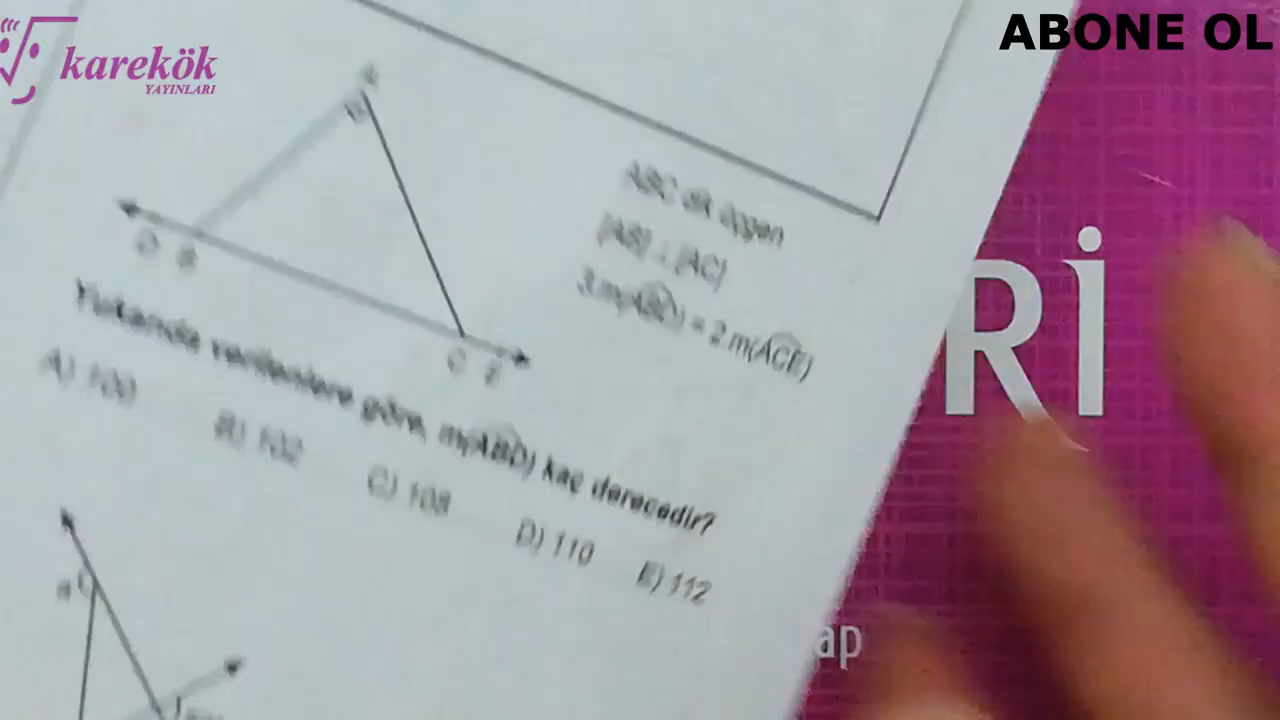 ABONE OL
karekök
YAYINLARI
ABC dik üçgen
[AB] ⊥ [AC]
3.m(ABD) = 2.m(ACE)
D B
C E
Yukarıda verilenlere göre, m(ABD) kaç derecedir?
A) 100 B) 102 C) 108 D) 110 E) 112
Rİ
ap